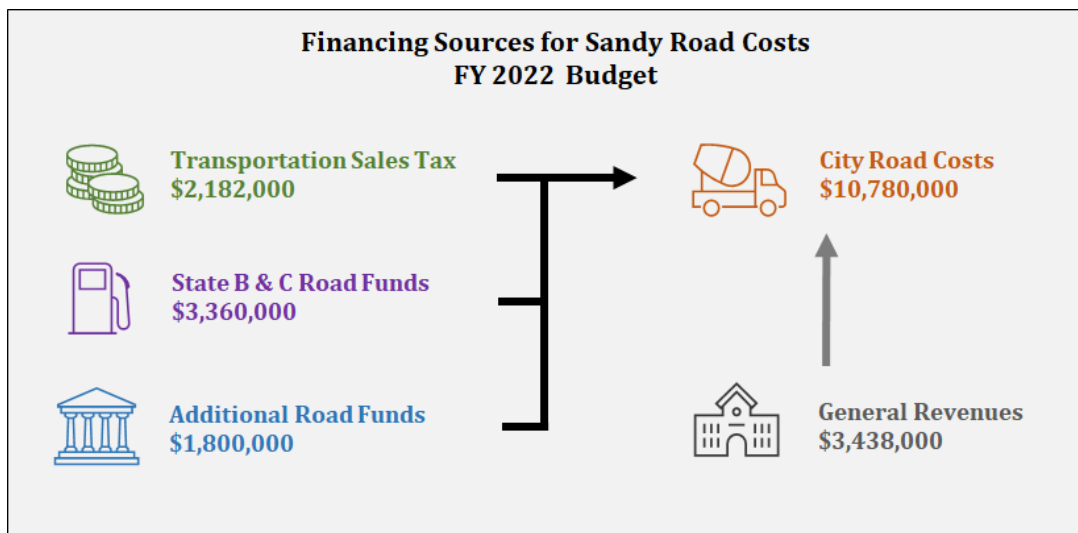 Financing Sources for Sandy Road Costs
FY 2022 Budget
Transportation Sales Tax
$2,182,000
City Road Costs
$10,780,000
State B & C Road Funds
$3,360,000
Additional Road Funds
$1,800,000
General Revenues
$3,438,000